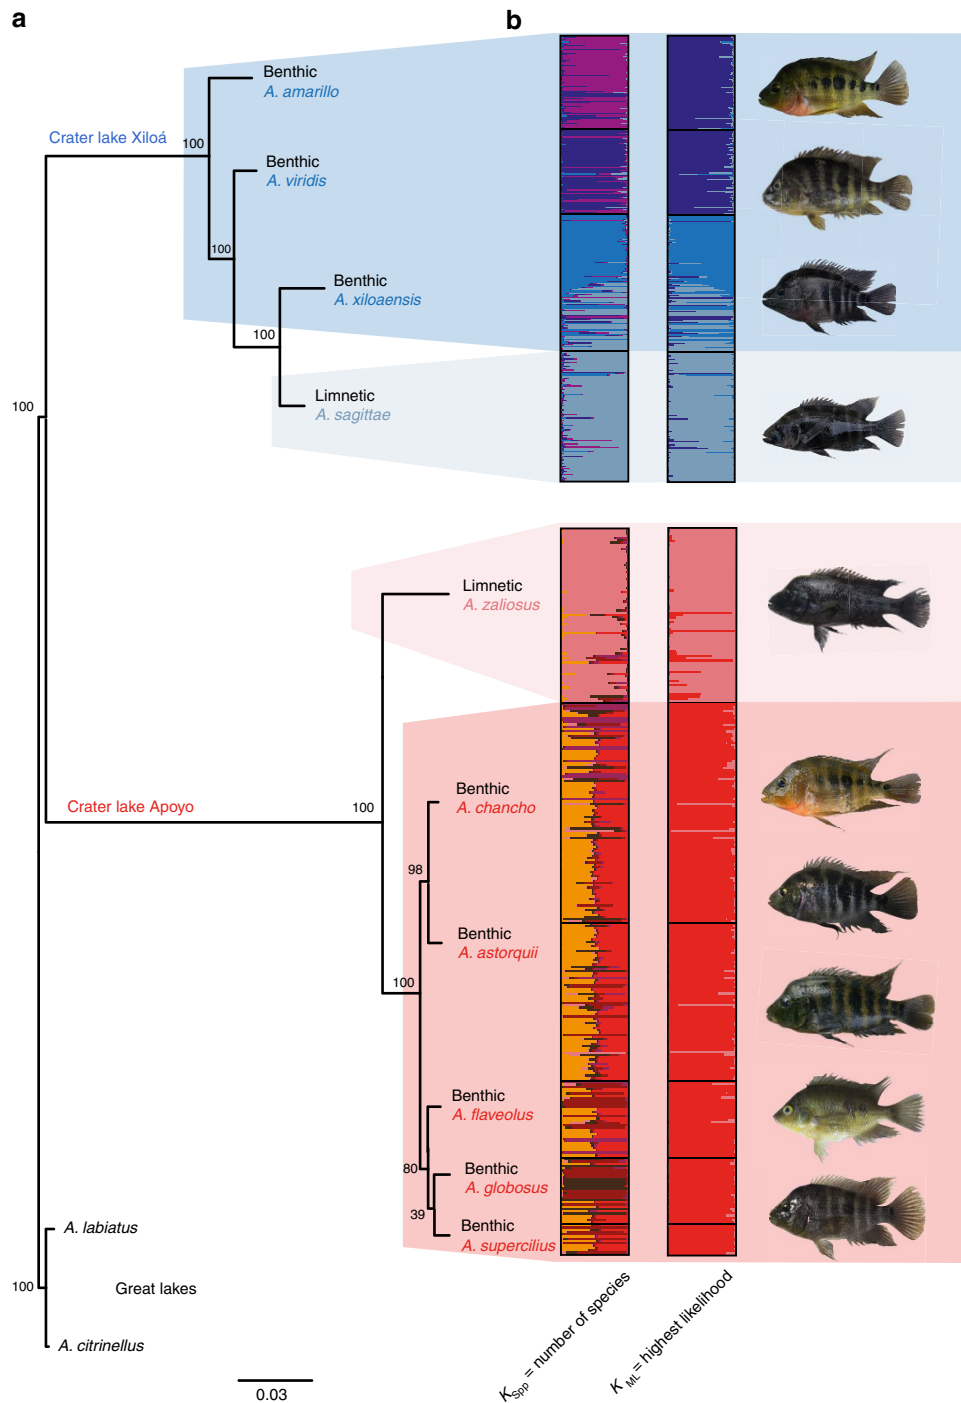 a
b
Benthic
A. amarillo
Crater lake Xiloá
100
Benthic
A. viridis
100
Benthic
A. xiloaensis
100
Limnetic
A. sagittae
100
Limnetic
A. zaliosus
Benthic
A. chancho
Crater lake Apoyo
100
98
Benthic
A. astorquii
100
Benthic
A. flaveolus
80
Benthic
A. globosus
39
Benthic
A. supercilius
A. labiatus
100
Great lakes
A. citrinellus
0.03
KSpp = number of species
KML = highest likelihood